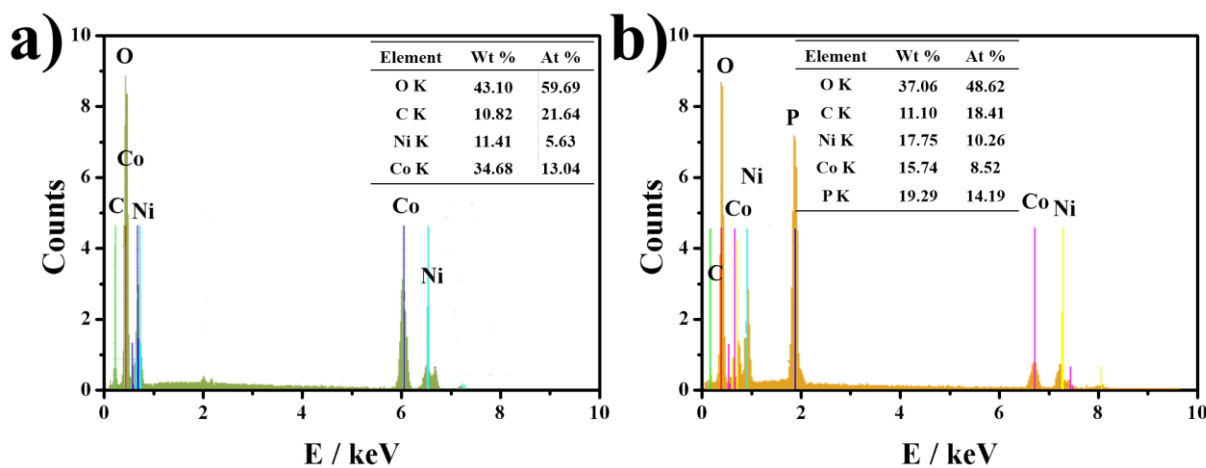 a)
Counts
10
8
6
4
2
0
0 2 4 6 8 10
E / keV
O
Co
C
Ni
Co
Ni
Element Wt % At %
O K 43.10 59.69
C K 10.82 21.64
Ni K 11.41 5.63
Co K 34.68 13.04
b)
Counts
10
8
6
4
2
0
0 2 4 6 8 10
E / keV
O
P
Ni
Co
C
Co
Ni
Element Wt % At %
O K 37.06 48.62
C K 11.10 18.41
Ni K 17.75 10.26
Co K 15.74 8.52
P K 19.29 14.19